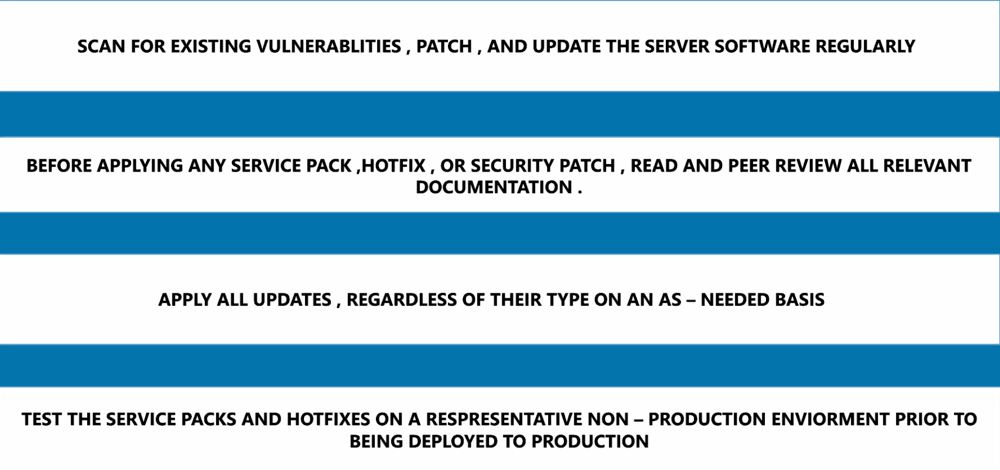 SCAN FOR EXISTING VULNERABLITIES , PATCH , AND UPDATE THE SERVER SOFTWARE REGULARLY
BEFORE APPLYING ANY SERVICE PACK ,HOTFIX , OR SECURITY PATCH , READ AND PEER REVIEW ALL RELEVANT
DOCUMENTATION .
APPLY ALL UPDATES , REGARDLESS OF THEIR TYPE ON AN AS – NEEDED BASIS
TEST THE SERVICE PACKS AND HOTFIXES ON A RESPRESENTATIVE NON – PRODUCTION ENVIORMENT PRIOR TO
BEING DEPLOYED TO PRODUCTION